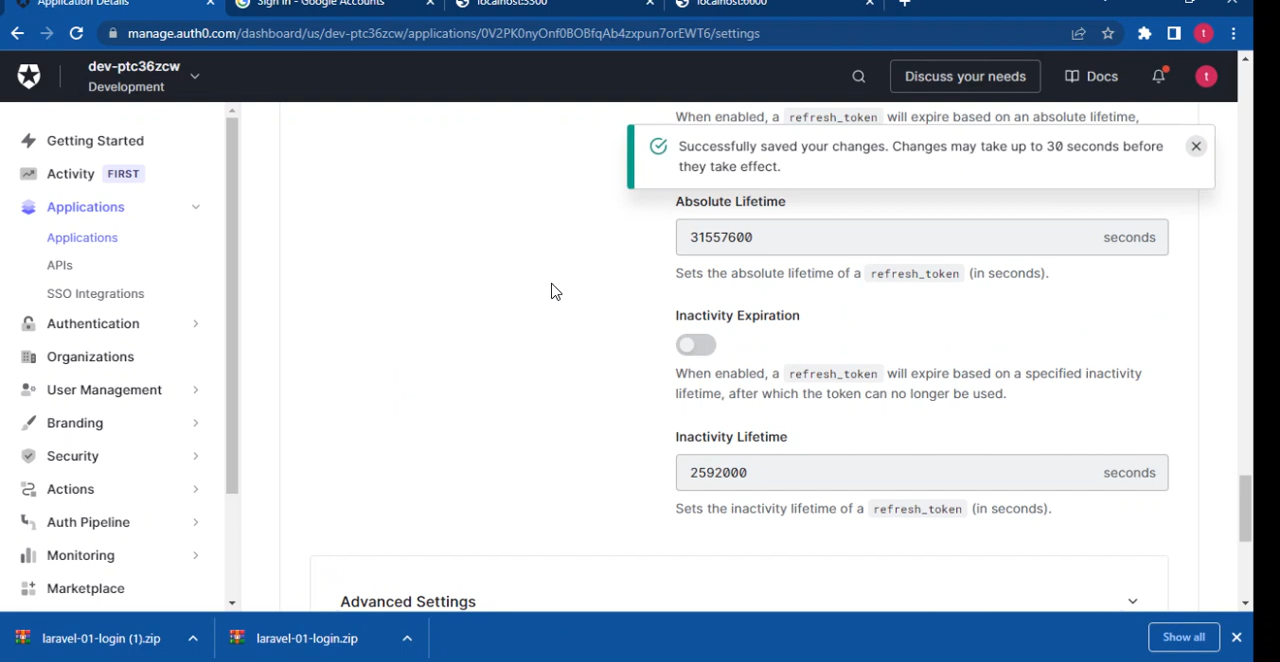 Application Details
Sign in - Google Accounts
localhost:3300
manage.auth0.com/dashboard/us/dev-ptc36zcw/applications/0V2PK0nyOnf0BOBfqAb4zxpun7orEWT6/settings
t
dev-ptc36zcw
Development
Discuss your needs
Docs
t
Getting Started
Activity FIRST
Applications
Applications
APIs
SSO Integrations
Authentication
Organizations
User Management
Branding
Security
Actions
Auth Pipeline
Monitoring
Marketplace
When enabled, a refresh_token will expire based on an absolute lifetime,
Successfully saved your changes. Changes may take up to 30 seconds before
they take effect.
Absolute Lifetime
31557600 seconds
Sets the absolute lifetime of a refresh_token (in seconds).
Inactivity Expiration
When enabled, a refresh_token will expire based on a specified inactivity
lifetime, after which the token can no longer be used.
Inactivity Lifetime
2592000 seconds
Sets the inactivity lifetime of a refresh_token (in seconds).
Advanced Settings
laravel-01-login (1).zip
laravel-01-login.zip
Show all